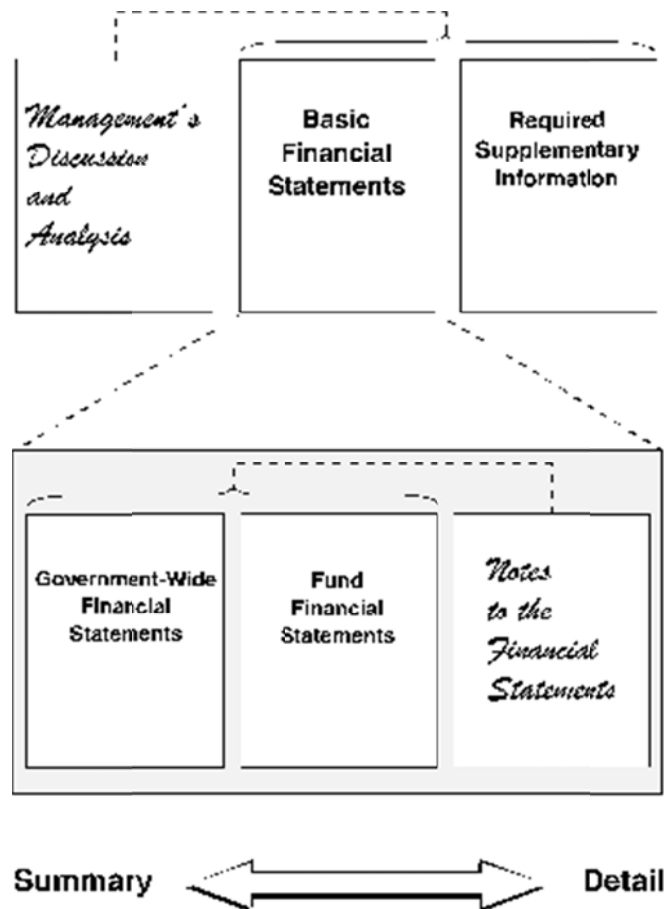 Management's
Discussion
and
Analysis
Basic
Financial
Statements
Required
Supplementary
Information
Government-Wide
Financial
Statements
Fund
Financial
Statements
Notes
to the
Financial
Statements
Summary
Detail